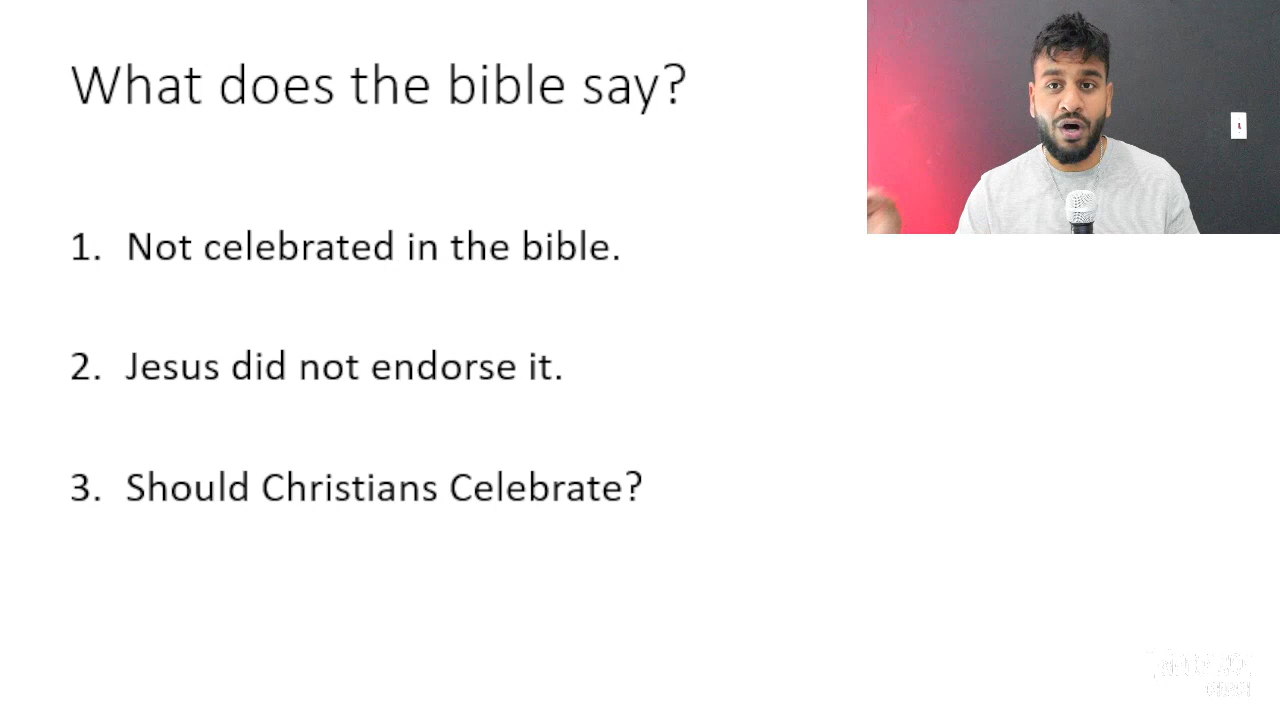 What does the bible say?
1. Not celebrated in the bible.
2. Jesus did not endorse it.
3. Should Christians Celebrate?